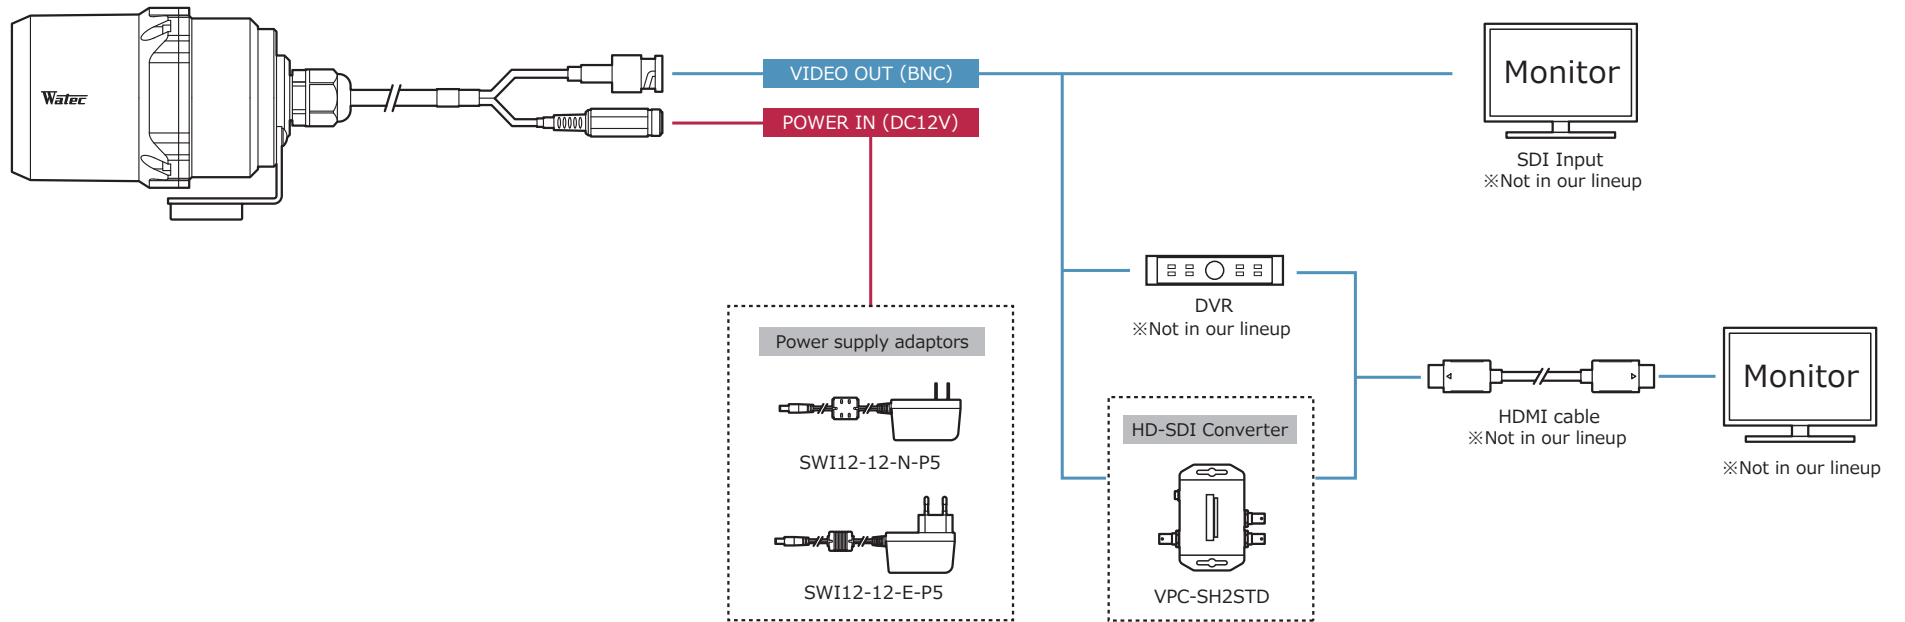 Watec
VIDEO OUT (BNC)
POWER IN (DC12V)
Monitor
SDI Input
※Not in our lineup
DVR
※Not in our lineup
Power supply adaptors
SWI12-12-N-P5
SWI12-12-E-P5
HD-SDI Converter
VPC-SH2STD
HDMI cable
※Not in our lineup
Monitor
※Not in our lineup